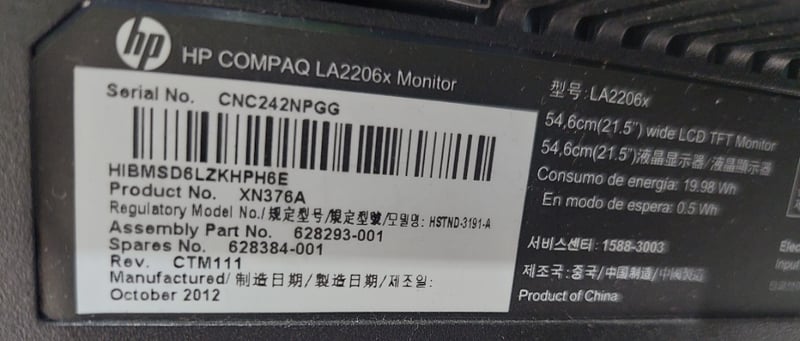 hp HP COMPAQ LA2206x Monitor
Serial No. CNC242NPGG
HIBMSD6LZKHPH6E
Product No. XN376A
Regulatory Model No./规定型号/規定型號/모델명: HSTND-3191-A
Assembly Part No. 628293-001
Spares No. 628384-001
Rev. CTM111
Manufactured/制造日期/製造日期/제조일:
October 2012
型号:LA2206x
54,6cm(21.5") wide LCD TFT Monitor
54,6cm(21.5")液晶显示器/液晶顯示器
Consumo de energía: 19.98 Wh
En modo de espera: 0.5 Wh
서비스센터: 1588-3003
제조국:중국/中国制造/中國製造
Product of China
Elec
Input